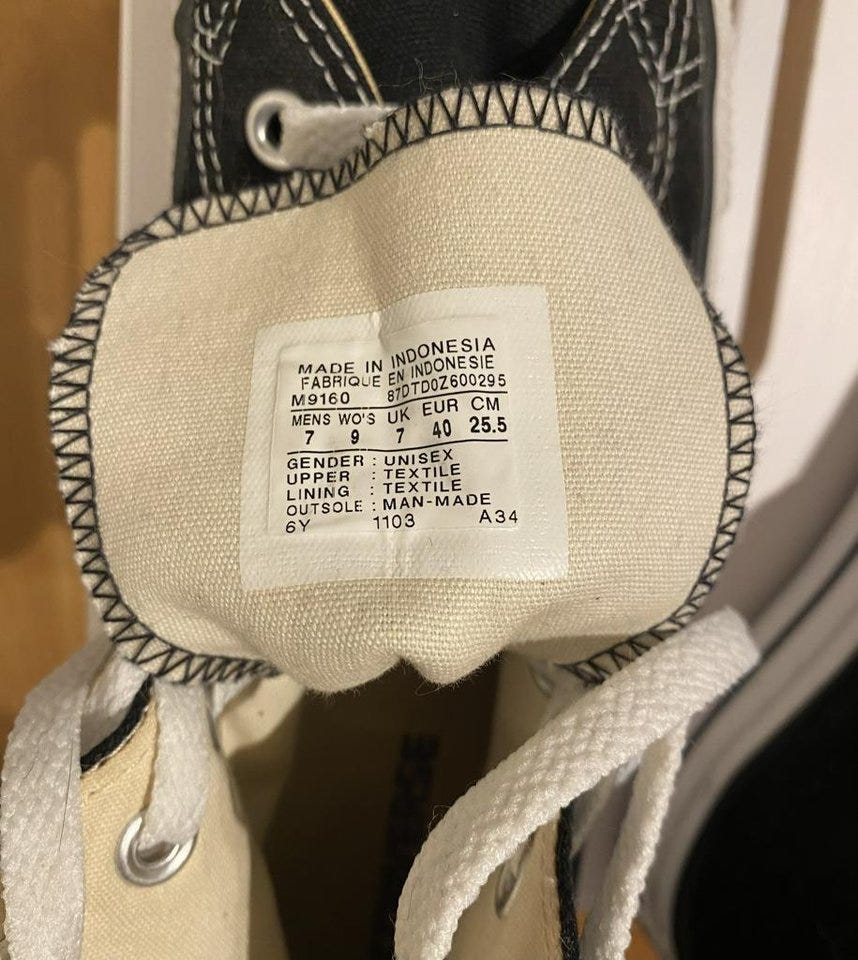 MADE IN INDONESIA
FABRIQUE EN INDONESIE
M9160 87DTD0Z600295
MENS WO'S UK EUR CM
7 9 7 40 25.5
GENDER : UNISEX
UPPER : TEXTILE
LINING : TEXTILE
OUTSOLE : MAN-MADE
6Y 1103 A34